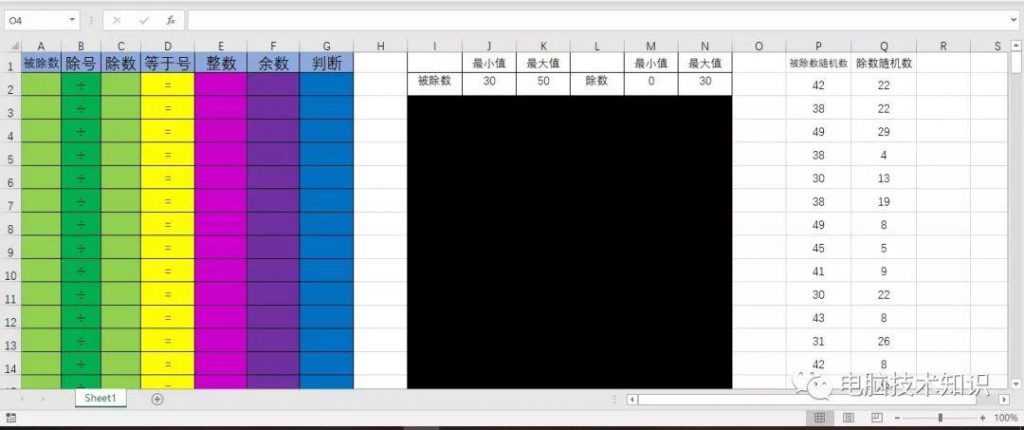 O4
fx
A B C D E F G H I J K L M N O P Q R S
1 被除数 除号 除数 等于号 整数 余数 判断 最小值 最大值 最小值 最大值 被除数随机数 除数随机数
2 ÷ = 被除数 30 50 除数 0 30 42 22
3 ÷ = 38 22
4 ÷ = 49 29
5 ÷ = 38 4
6 ÷ = 30 13
7 ÷ = 38 19
8 ÷ = 49 8
9 ÷ = 45 5
10 ÷ = 41 9
11 ÷ = 30 22
12 ÷ = 43 8
13 ÷ = 31 26
14 ÷ = 42 8
电脑技术知识
Sheet1
100%